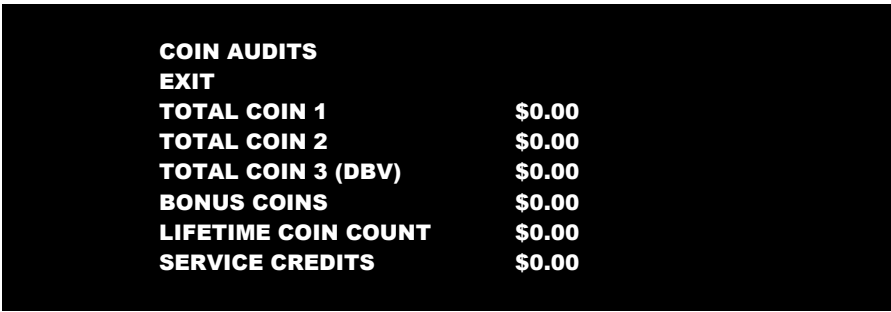 COIN AUDITS
EXIT
TOTAL COIN 1 $0.00
TOTAL COIN 2 $0.00
TOTAL COIN 3 (DBV) $0.00
BONUS COINS $0.00
LIFETIME COIN COUNT $0.00
SERVICE CREDITS $0.00